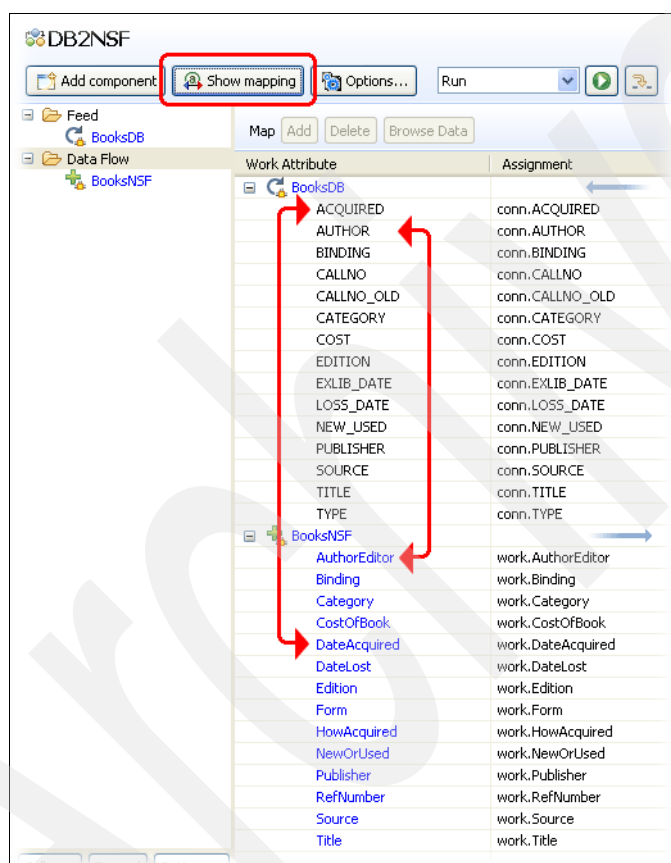 DB2NSF
Add component Show mapping Options... Run
Feed
BooksDB
Data Flow
BooksNSF
Map Add Delete Browse Data
Work Attribute Assignment
BooksDB
ACQUIRED conn.ACQUIRED
AUTHOR conn.AUTHOR
BINDING conn.BINDING
CALLNO conn.CALLNO
CALLNO_OLD conn.CALLNO_OLD
CATEGORY conn.CATEGORY
COST conn.COST
EDITION conn.EDITION
EXLIB_DATE conn.EXLIB_DATE
LOSS_DATE conn.LOSS_DATE
NEW_USED conn.NEW_USED
PUBLISHER conn.PUBLISHER
SOURCE conn.SOURCE
TITLE conn.TITLE
TYPE conn.TYPE
BooksNSF
AuthorEditor work.AuthorEditor
Binding work.Binding
Category work.Category
CostOfBook work.CostOfBook
DateAcquired work.DateAcquired
DateLost work.DateLost
Edition work.Edition
Form work.Form
HowAcquired work.HowAcquired
NewOrUsed work.NewOrUsed
Publisher work.Publisher
RefNumber work.RefNumber
Source work.Source
Title work.Title